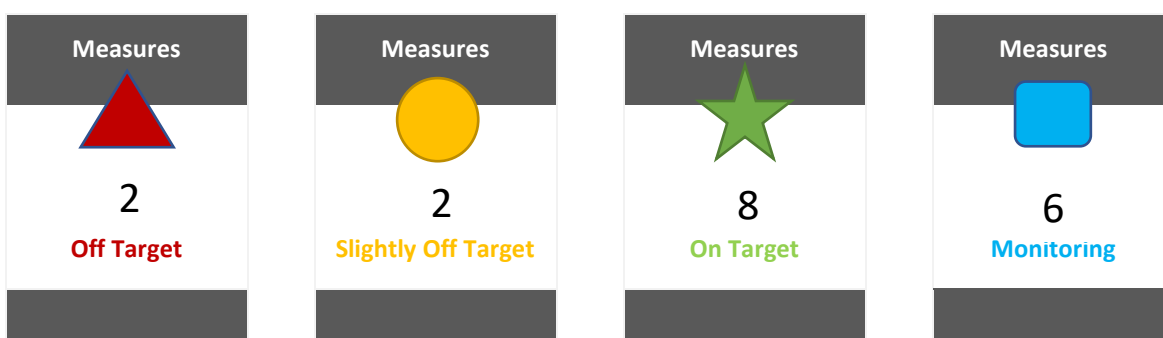 Measures
2
Off Target
Measures
2
Slightly Off Target
Measures
8
On Target
Measures
6
Monitoring